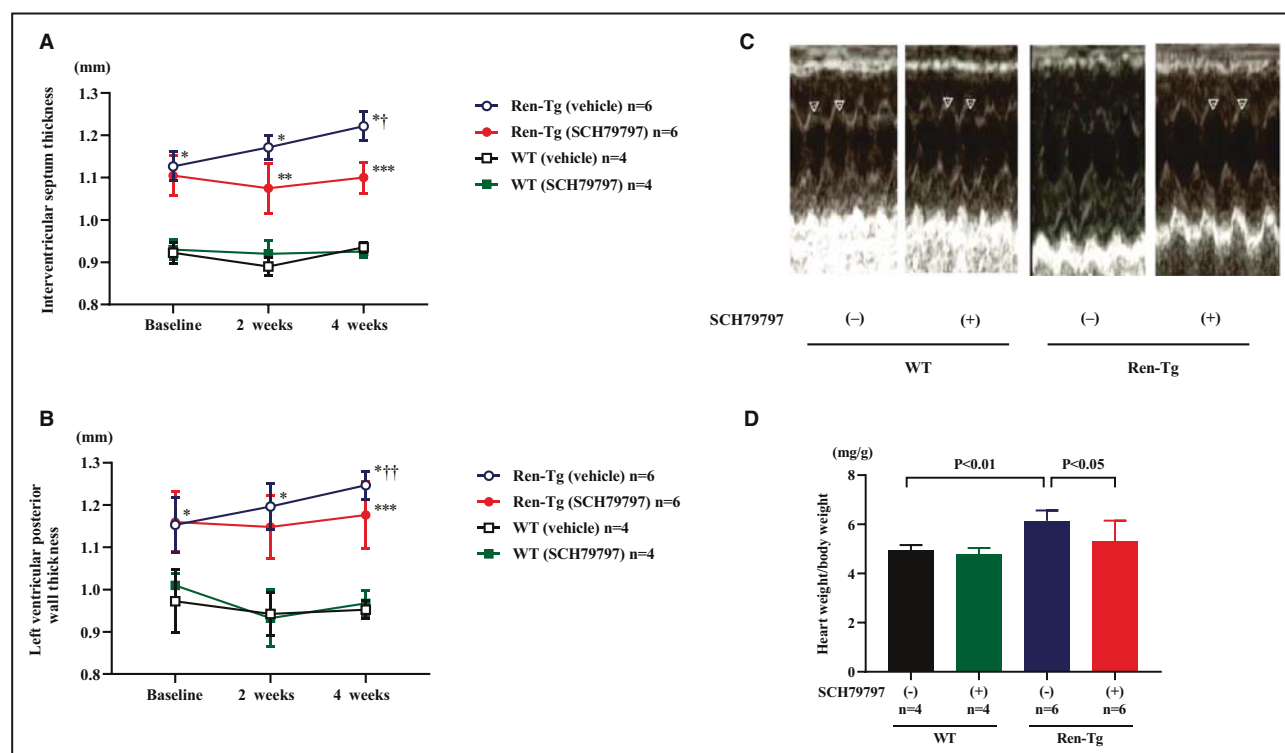 A
(mm)
1.3
1.2
1.1
1.0
0.9
0.8
Interventricular septum thickness
Baseline
2 weeks
4 weeks
*
*
*†
**
***
Ren-Tg (vehicle) n=6
Ren-Tg (SCH79797) n=6
WT (vehicle) n=4
WT (SCH79797) n=4
B
(mm)
1.3
1.2
1.1
1.0
0.9
0.8
Left ventricular posterior
wall thickness
Baseline
2 weeks
4 weeks
*
*
*††
***
Ren-Tg (vehicle) n=6
Ren-Tg (SCH79797) n=6
WT (vehicle) n=4
WT (SCH79797) n=4
C
SCH79797
(–)
(+)
(–)
(+)
WT
Ren-Tg
D
(mg/g)
8
6
4
2
0
Heart weight/body weight
P<0.01
P<0.05
SCH79797
(-)
(+)
(-)
(+)
n=4
n=4
n=6
n=6
WT
Ren-Tg